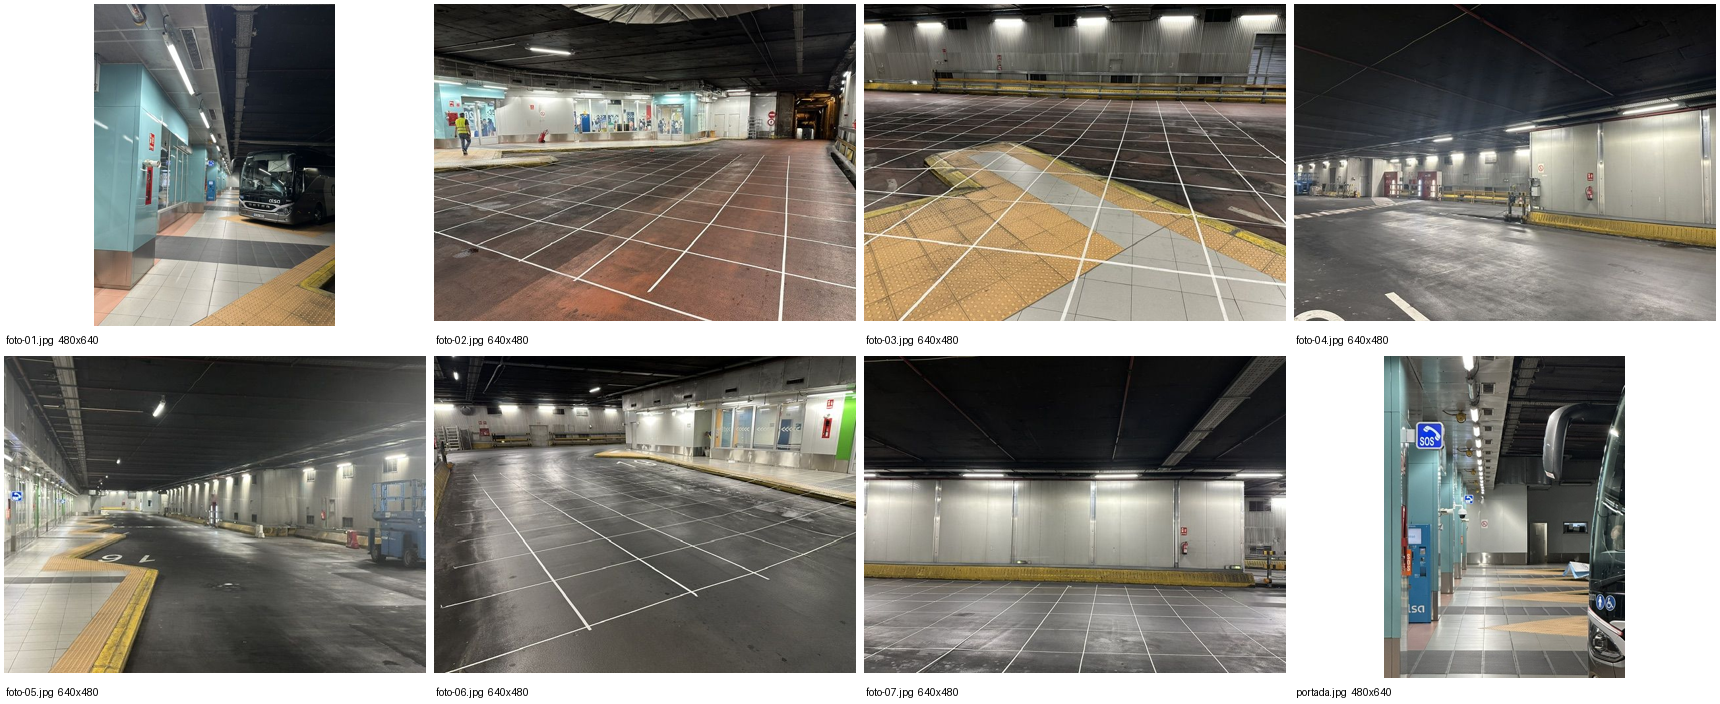 foto-01.jpg 480x640
foto-02.jpg 640x480
foto-03.jpg 640x480
foto-04.jpg 640x480
16
foto-05.jpg 640x480
foto-06.jpg 640x480
foto-07.jpg 640x480
SOS
alsa
portada.jpg 480x640